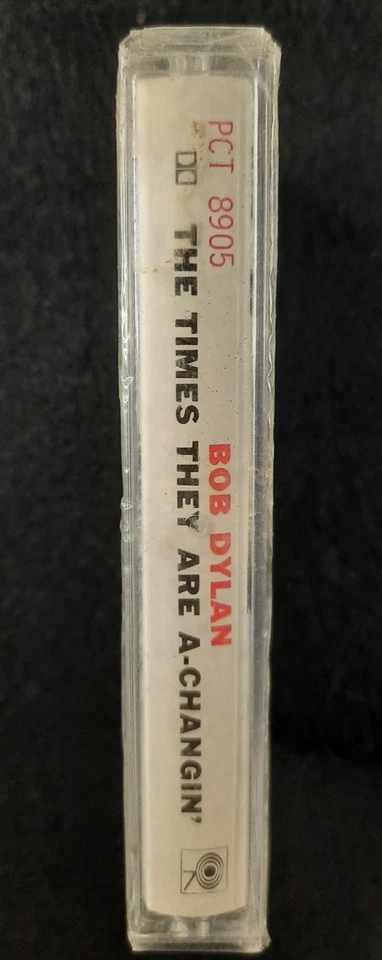 PCT 8905
BOB DYLAN
THE TIMES THEY ARE A-CHANGIN'